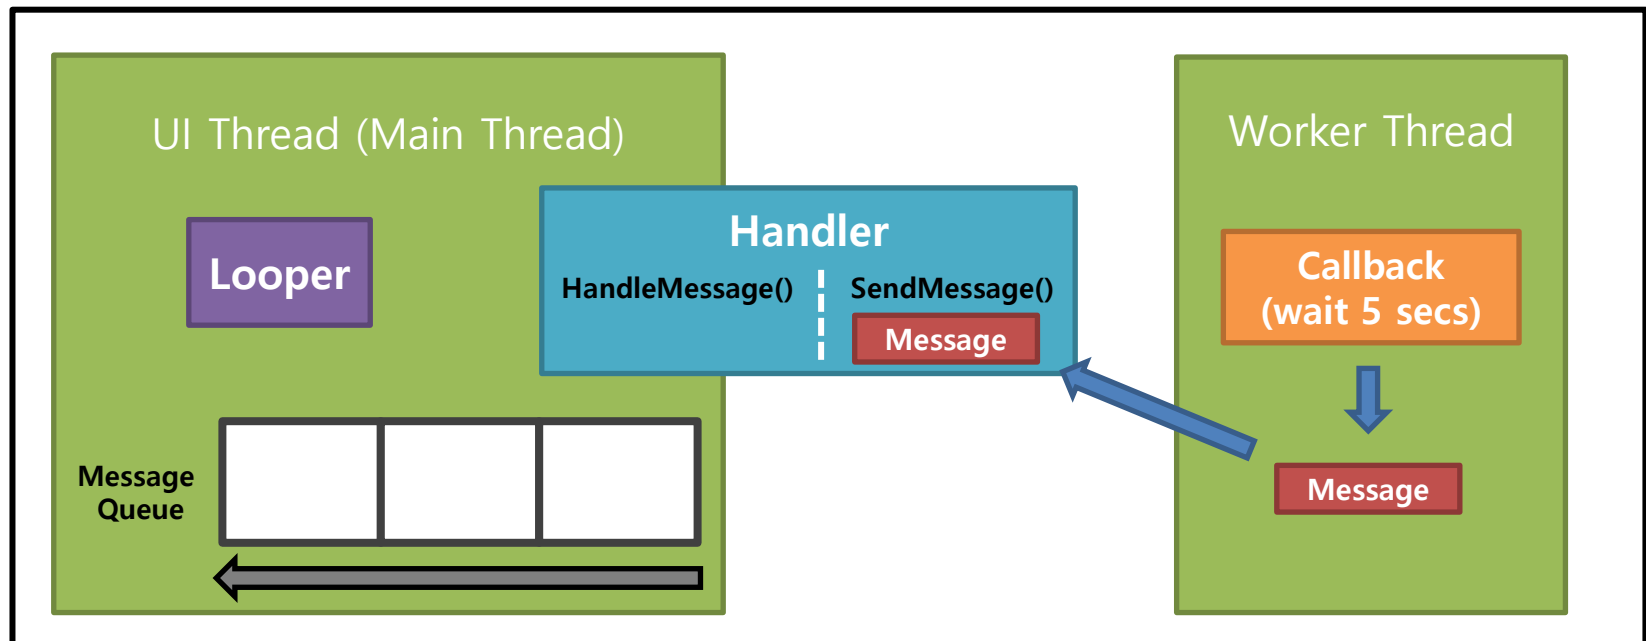 UI Thread (Main Thread)
Worker Thread
Handler
Looper
HandleMessage()
SendMessage()
Message
Callback
(wait 5 secs)
Message
Queue
Message